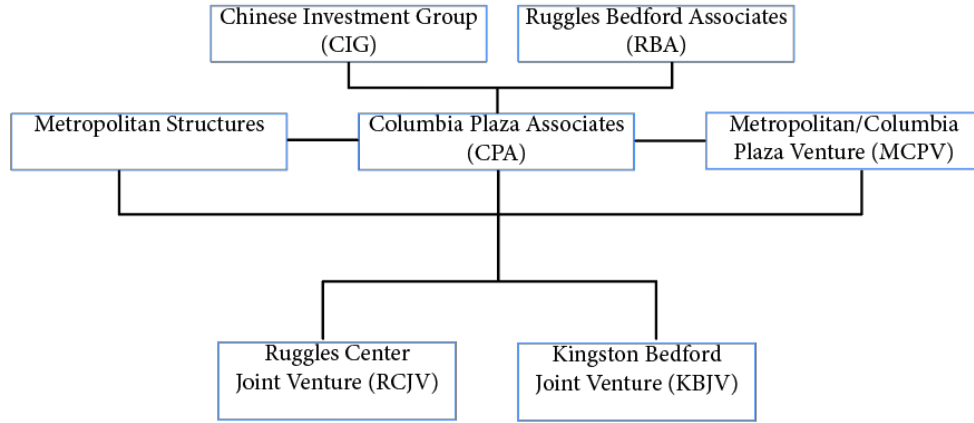 Chinese Investment Group
(CIG)
Ruggles Bedford Associates
(RBA)
Metropolitan Structures
Columbia Plaza Associates
(CPA)
Metropolitan/Columbia
Plaza Venture (MCPV)
Ruggles Center
Joint Venture (RCJV)
Kingston Bedford
Joint Venture (KBJV)